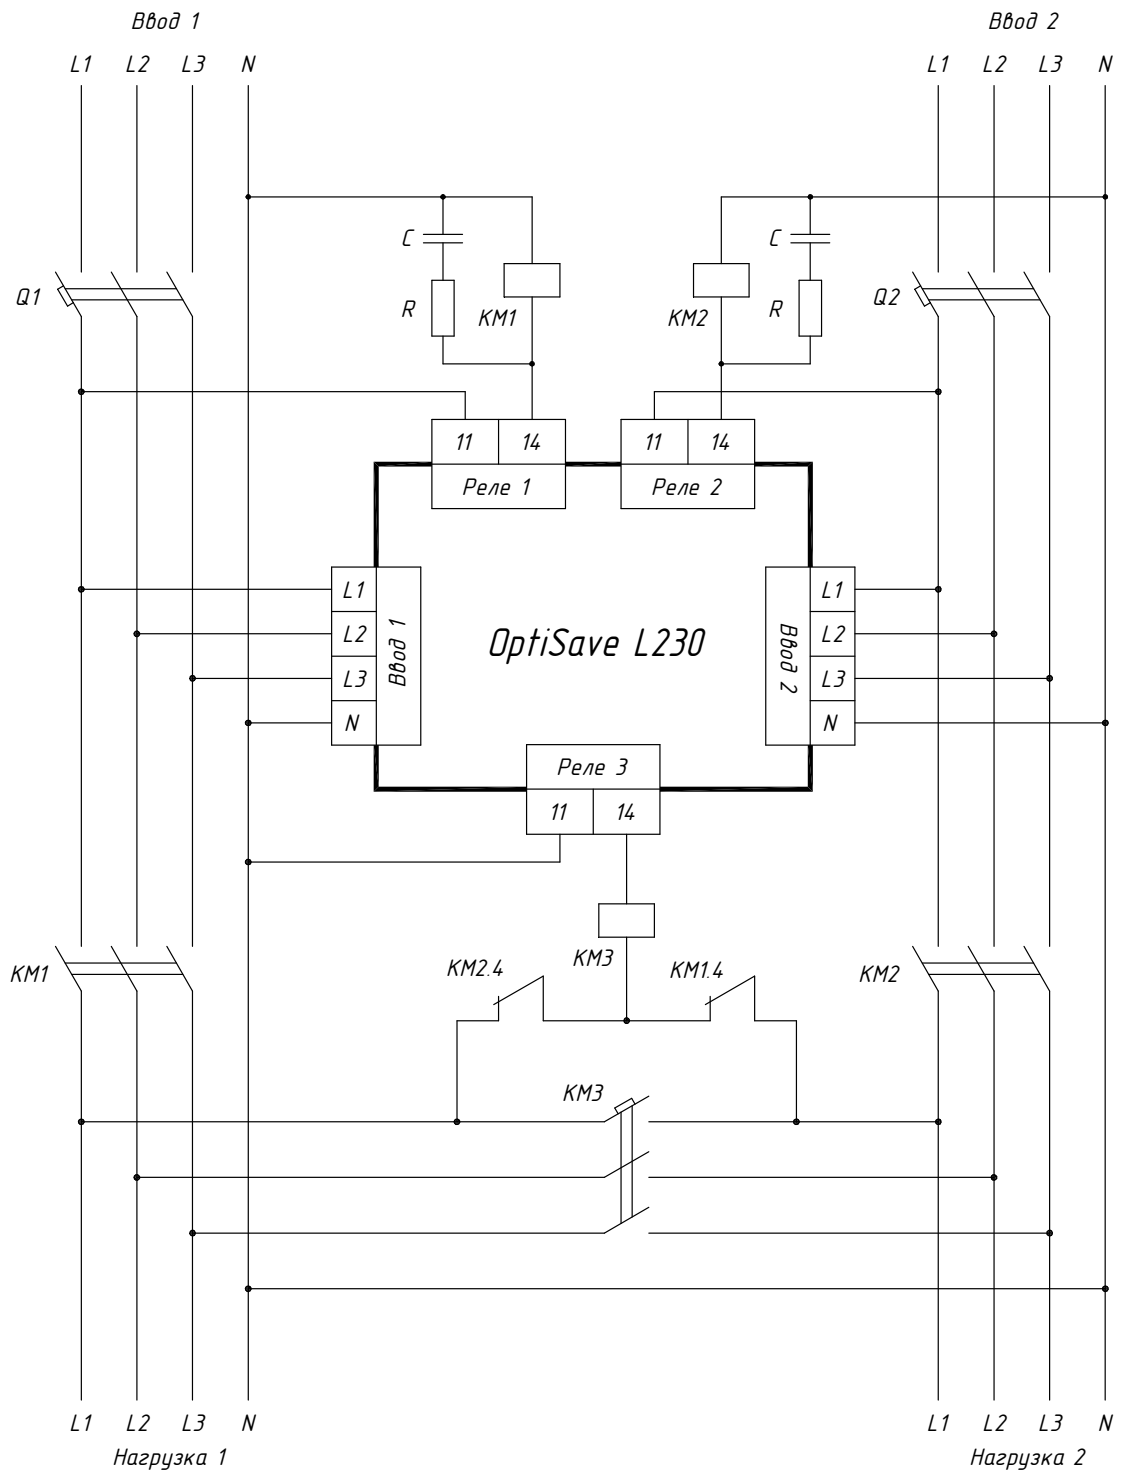 Ввод 1 Ввод 2
L1 L2 L3 N L1 L2 L3 N
C C
Q1 R KM1 KM2 R Q2
11 14 11 14
Реле 1 Реле 2
L1 L1
L2 Ввод 1 OptiSave L230 Ввод 2 L2
L3 L3
N N
Реле 3
11 14
KM1 KM2.4 KM3 KM1.4 KM2
KM3
L1 L2 L3 N L1 L2 L3 N
Нагрузка 1 Нагрузка 2